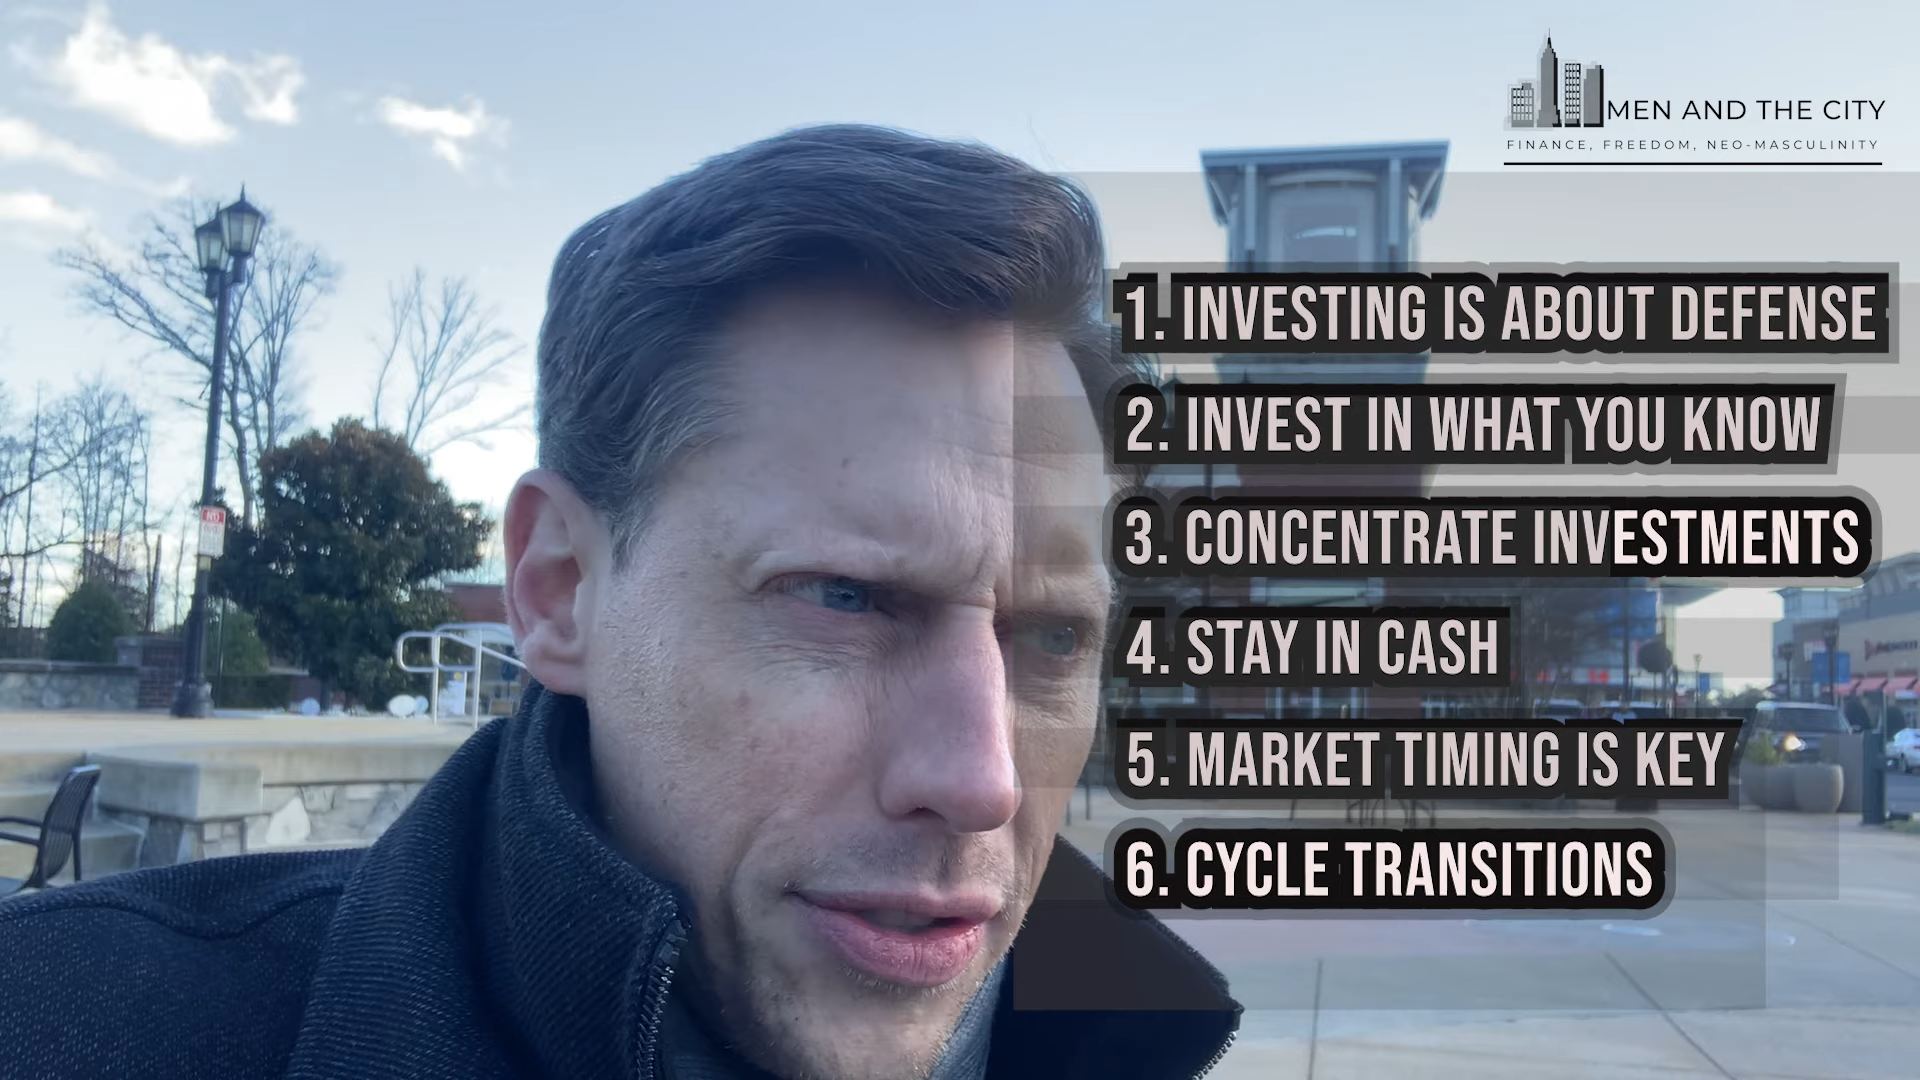 MEN AND THE CITY
FINANCE, FREEDOM, NEO-MASCULINITY
1. INVESTING IS ABOUT DEFENSE
2. INVEST IN WHAT YOU KNOW
3. CONCENTRATE INVESTMENTS
4. STAY IN CASH
5. MARKET TIMING IS KEY
6. CYCLE TRANSITIONS
NO